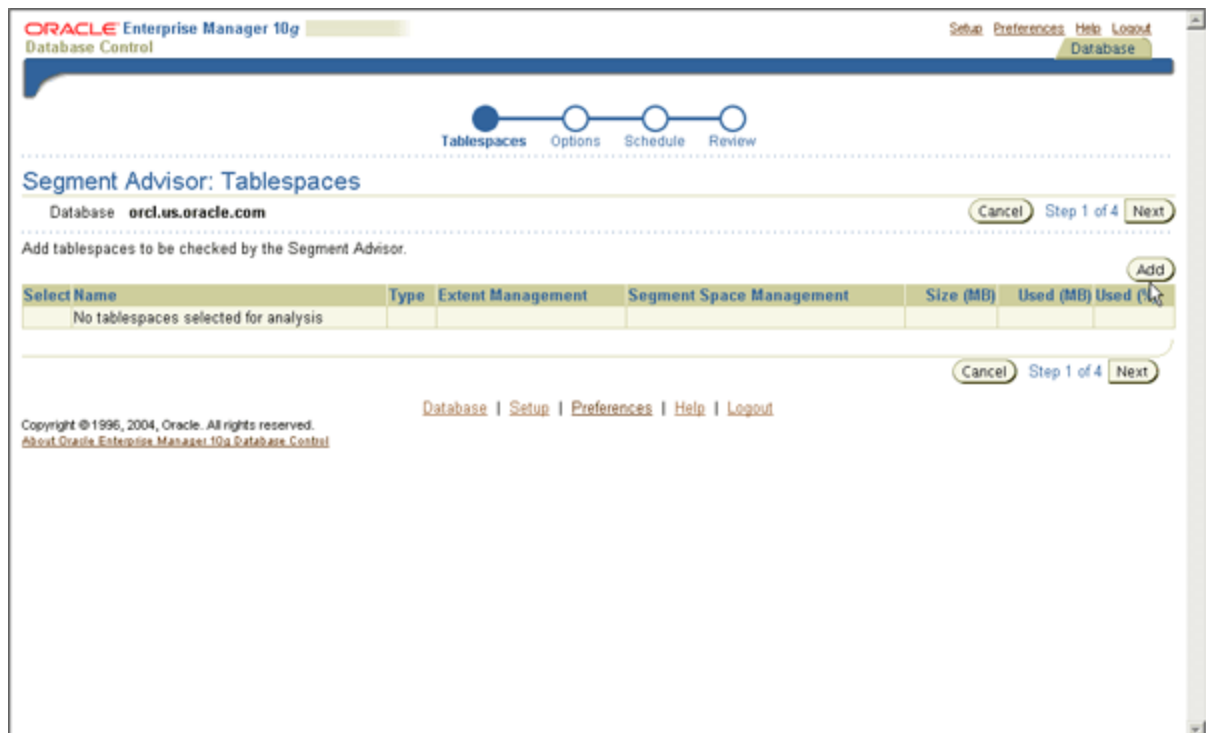 ORACLE Enterprise Manager 10g
Database Control
Setup Preferences Help Logout
Database
Tablespaces Options Schedule Review
Segment Advisor: Tablespaces
Database orcl.us.oracle.com
Cancel Step 1 of 4 Next
Add tablespaces to be checked by the Segment Advisor.
Add
Select Name Type Extent Management Segment Space Management Size (MB) Used (MB) Used (%
No tablespaces selected for analysis
Cancel Step 1 of 4 Next
Database | Setup | Preferences | Help | Logout
Copyright © 1996, 2004, Oracle. All rights reserved.
About Oracle Enterprise Manager 10g Database Control